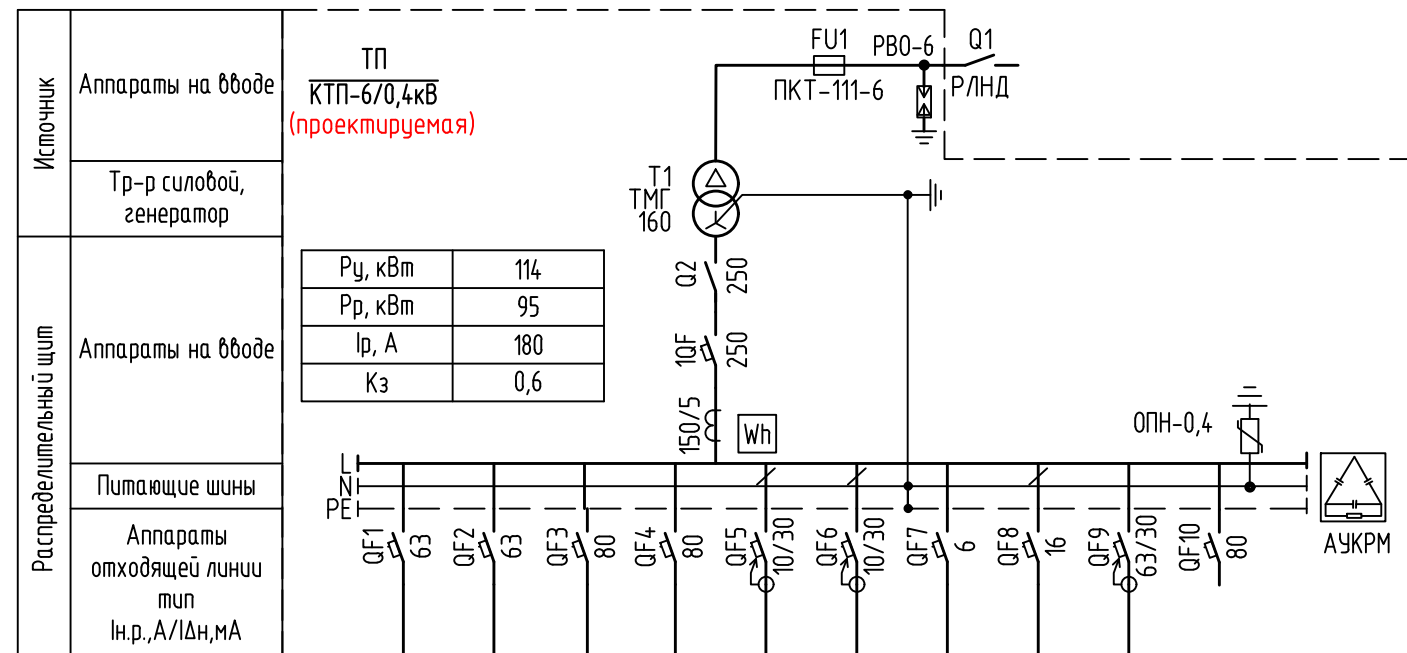 Источник
Аппараты на вводе
Тр-р силовой,
генератор
Распределительный щит
Аппараты на вводе
Питающие шины
Аппараты
отходящей линии
тип
Iн.р.,А/IΔн,мА
ТП
КТП-6/0,4кВ
(проектируемая)
FU1
ПКТ-111-6
РВО-6
Q1
РЛНД
Т1
ТМГ
160
Ру, кВт 114
Рр, кВт 95
Iр, А 180
Кз 0,6
Q2 250
1QF 250
150/5
Wh
ОПН-0,4
L
N
PE
QF1 63
QF2 63
QF3 80
QF4 80
QF5 10/30
QF6 10/30
QF7 6
QF8 16
QF9 63/30
QF10 80
АУКРМ